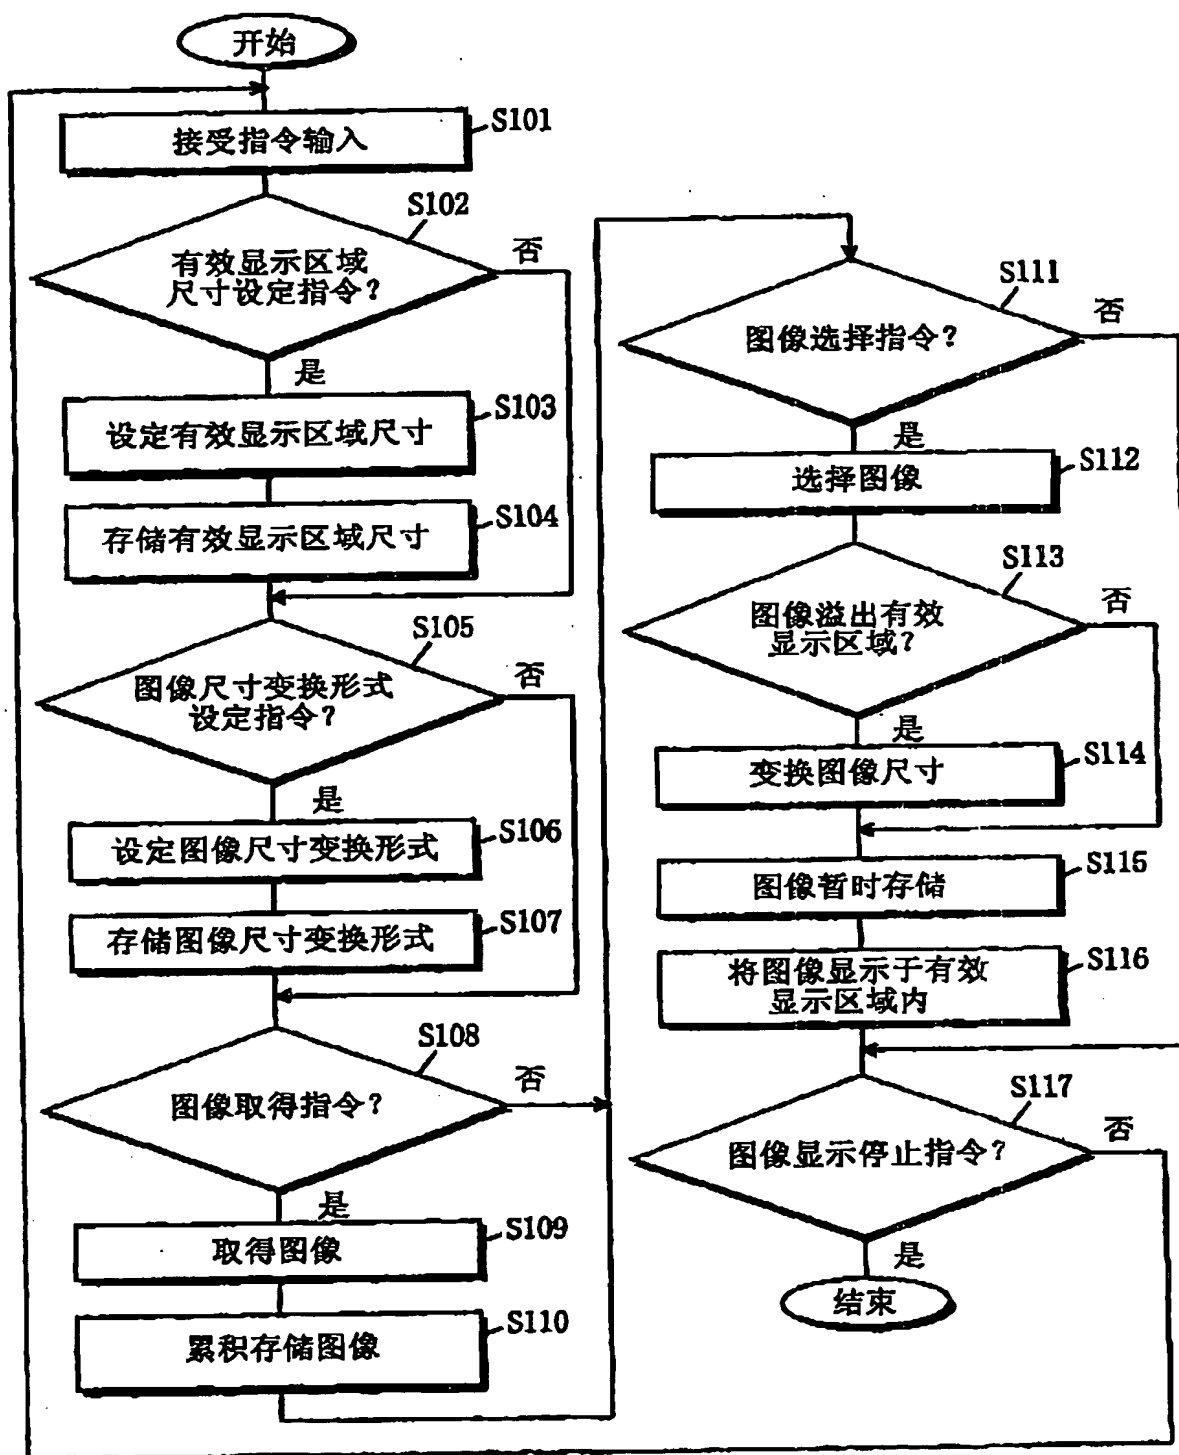 开始
接受指令输入
S101
S102
有效显示区域
尺寸设定指令?
否
是
设定有效显示区域尺寸
S103
存储有效显示区域尺寸
S104
S105
图像尺寸变换形式
设定指令?
否
是
设定图像尺寸变换形式
S106
存储图像尺寸变换形式
S107
S108
图像取得指令?
否
是
取得图像
S109
累积存储图像
S110
S111
图像选择指令?
否
是
选择图像
S112
S113
图像溢出有效
显示区域?
否
是
变换图像尺寸
S114
图像暂时存储
S115
将图像显示于有效
显示区域内
S116
S117
图像显示停止指令?
否
是
结束